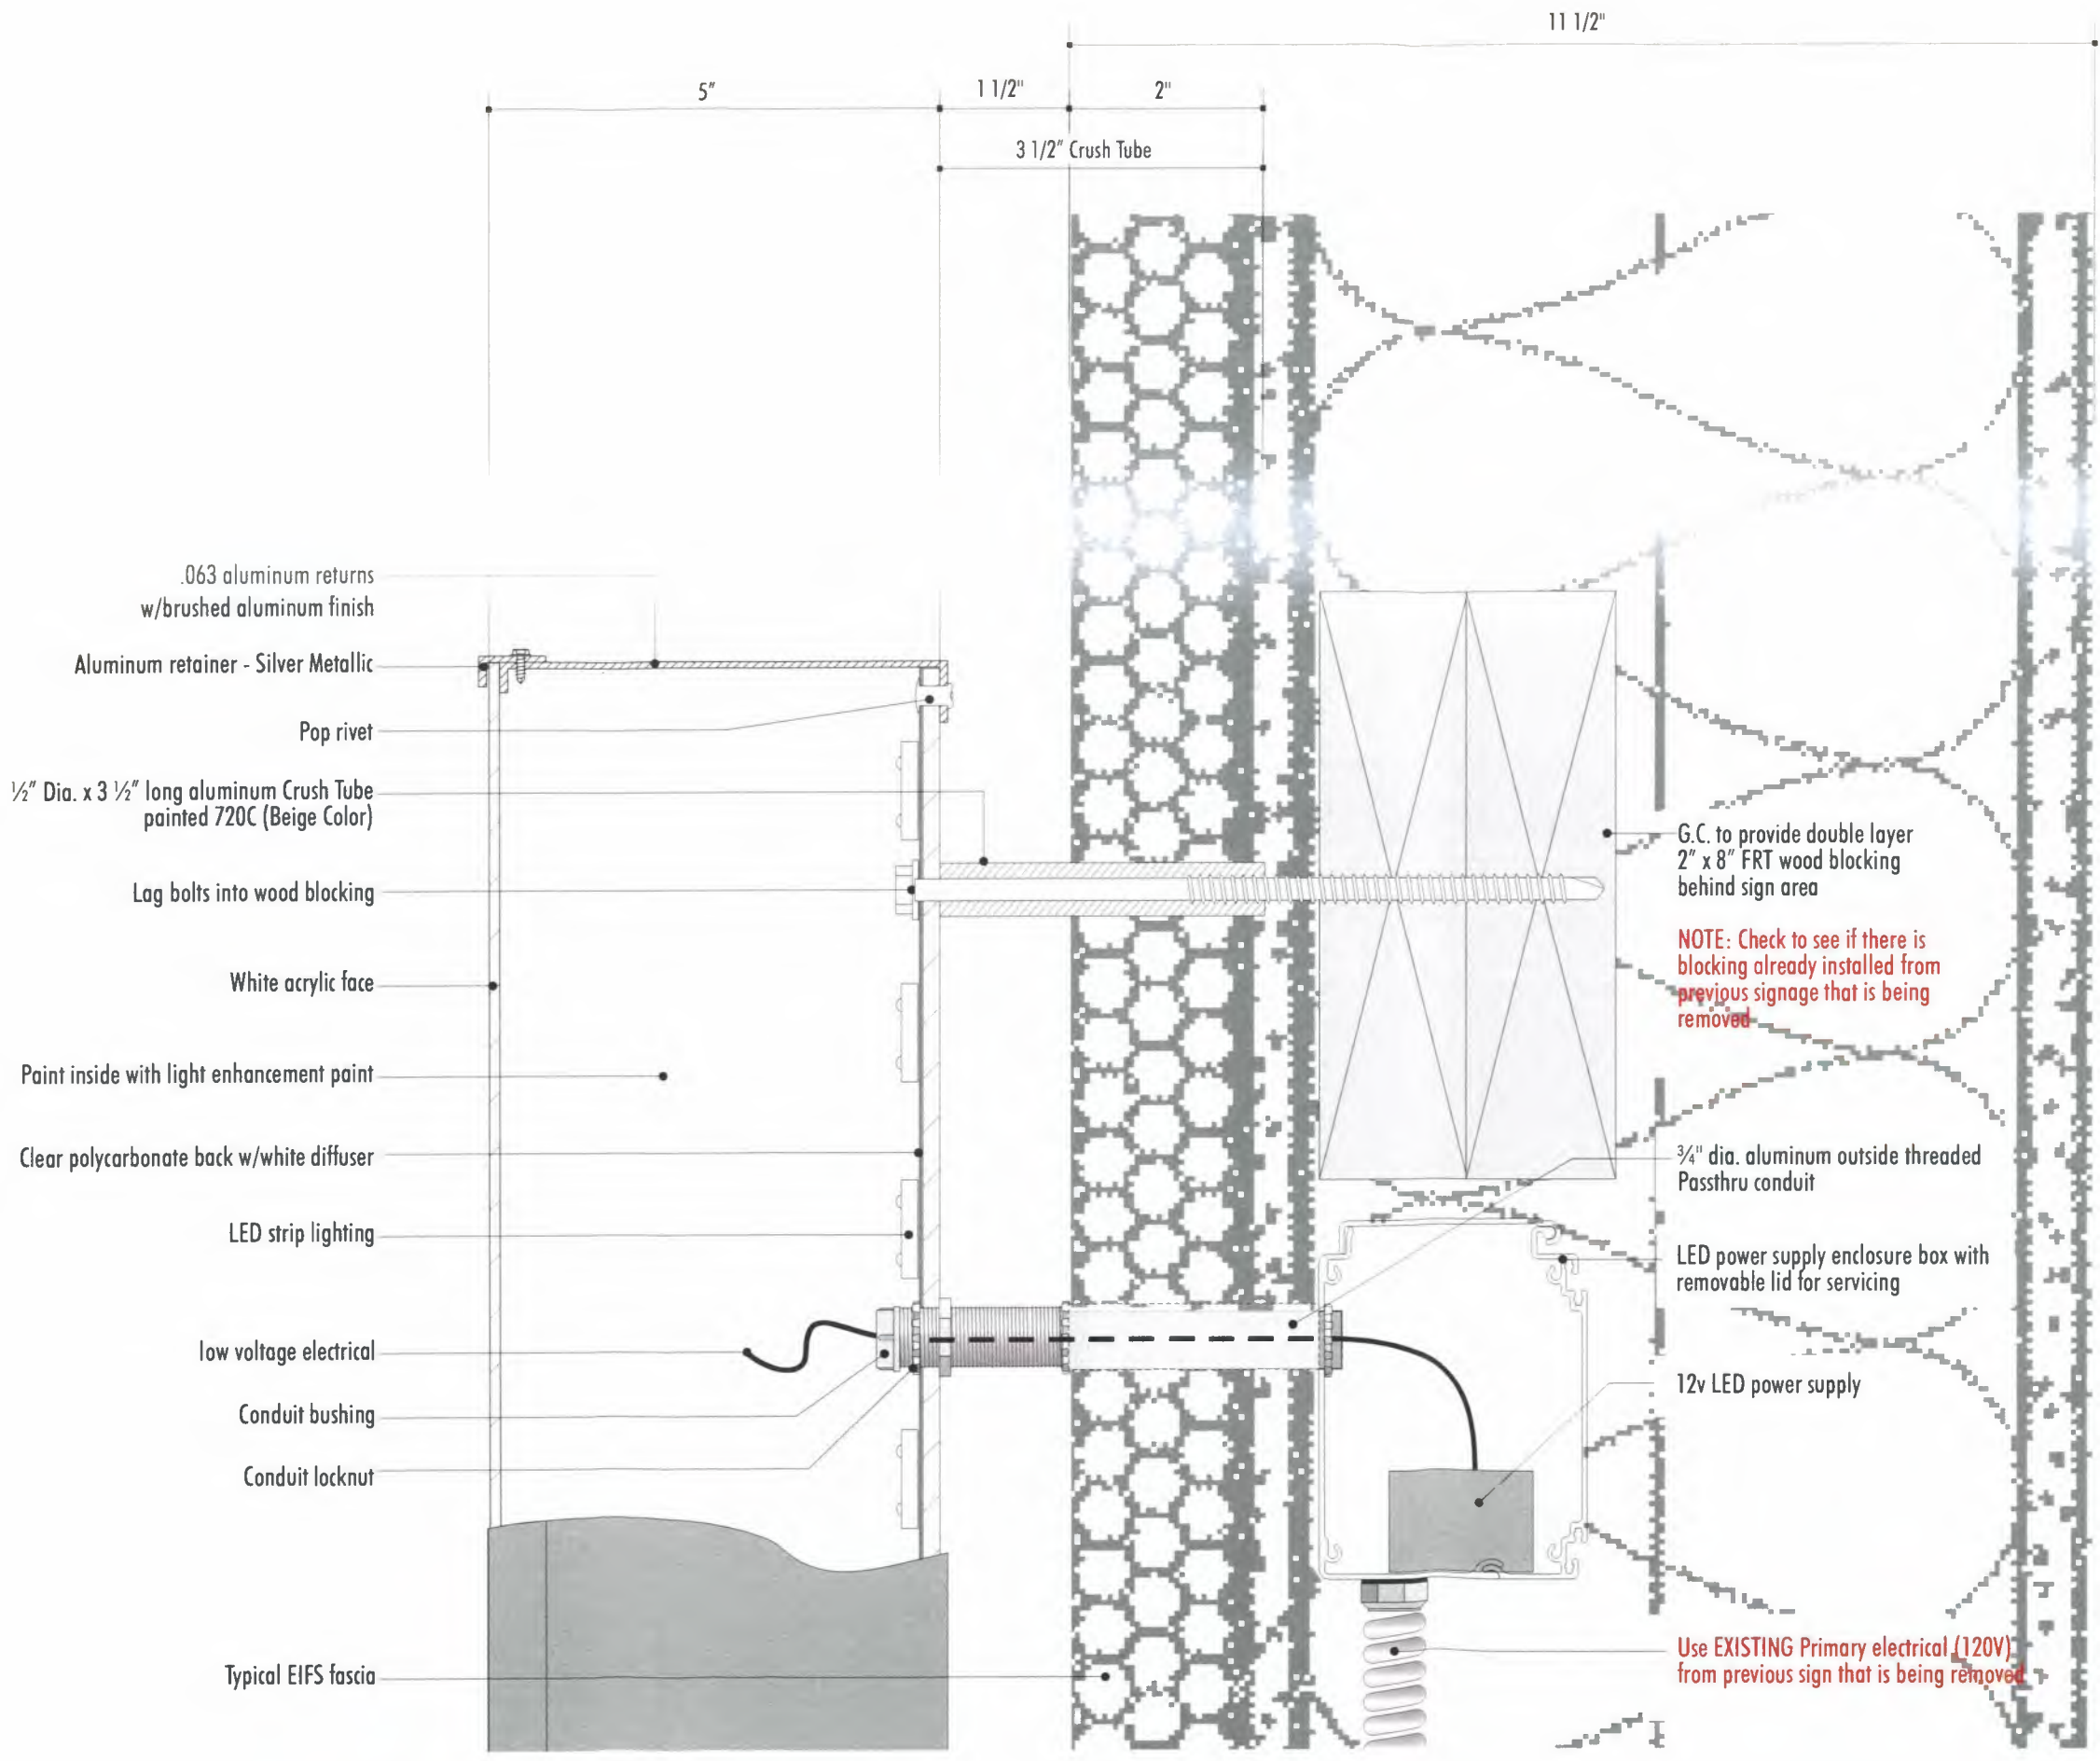 11 1/2"
5"
1 1/2"
2"
3 1/2" Crush Tube
.063 aluminum returns
w/brushed aluminum finish
Aluminum retainer - Silver Metallic
Pop rivet
½" Dia. x 3 ½" long aluminum Crush Tube
painted 720C (Beige Color)
Lag bolts into wood blocking
White acrylic face
Paint inside with light enhancement paint
Clear polycarbonate back w/white diffuser
LED strip lighting
low voltage electrical
Conduit bushing
Conduit locknut
Typical EIFS fascia
G.C. to provide double layer
2" x 8" FRT wood blocking
behind sign area
NOTE: Check to see if there is
blocking already installed from
previous signage that is being
removed
¾" dia. aluminum outside threaded
Passthru conduit
LED power supply enclosure box with
removable lid for servicing
12v LED power supply
Use EXISTING Primary electrical (120V)
from previous sign that is being removed